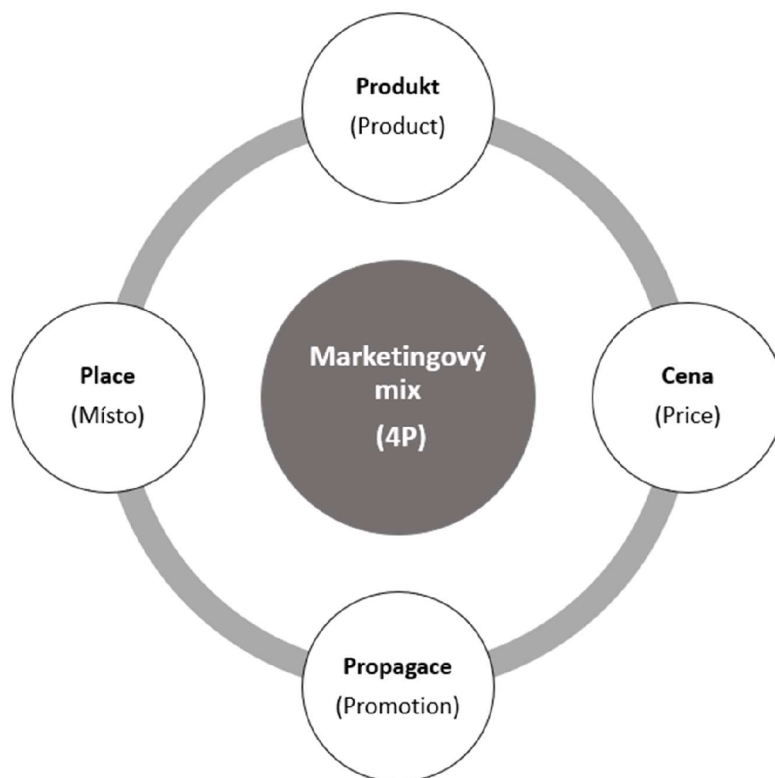 Produkt
(Product)
Marketingový
mix
(4P)
Place
(Místo)
Cena
(Price)
Propagace
(Promotion)